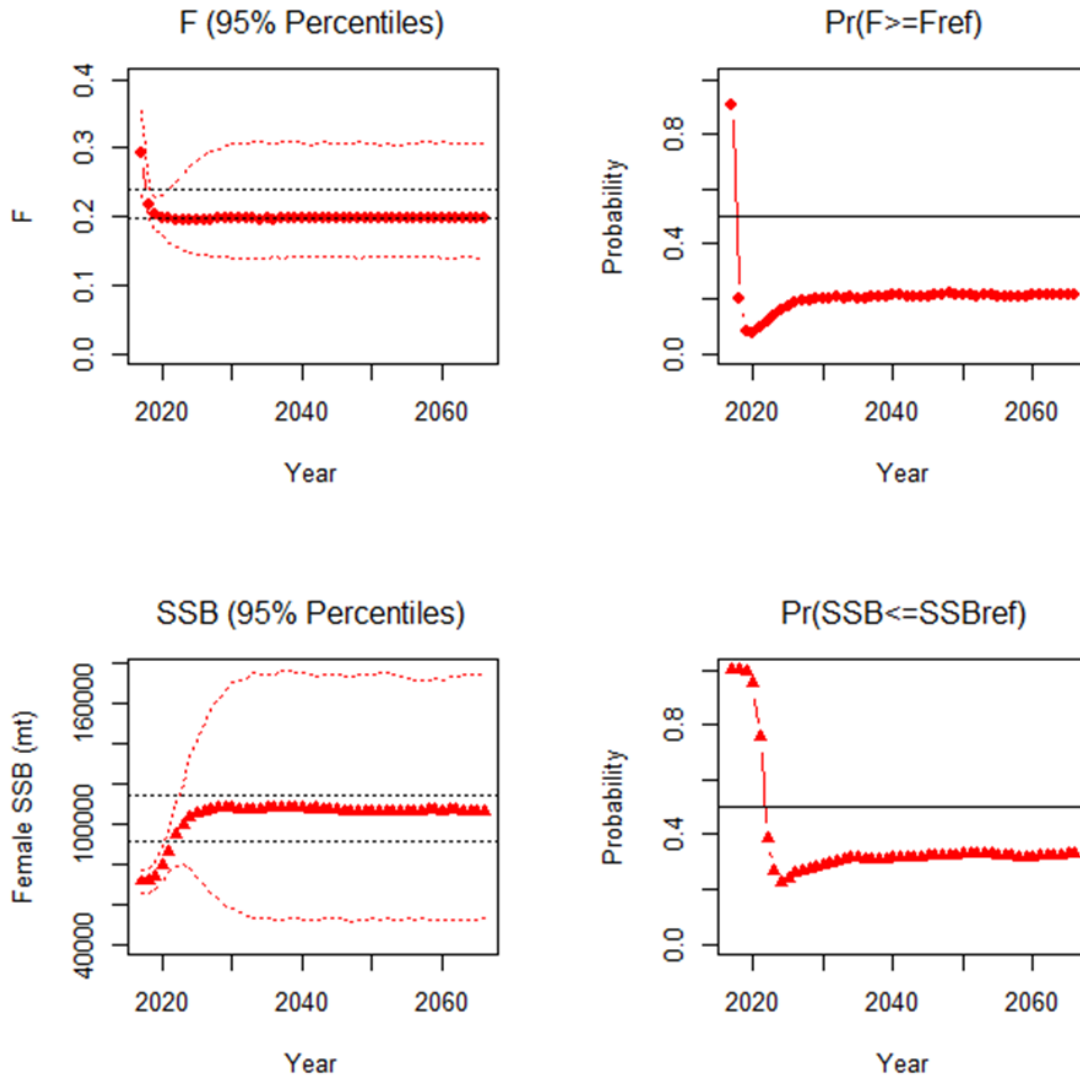 F (95% Percentiles)
0.4
0.3
0.2
0.1
0.0
F
2020
2040
2060
Year
Pr(F>=Fref)
0.8
0.4
0.0
Probability
2020
2040
2060
Year
SSB (95% Percentiles)
160000
100000
40000
Female SSB (mt)
2020
2040
2060
Year
Pr(SSB<=SSBref)
0.8
0.4
0.0
Probability
2020
2040
2060
Year